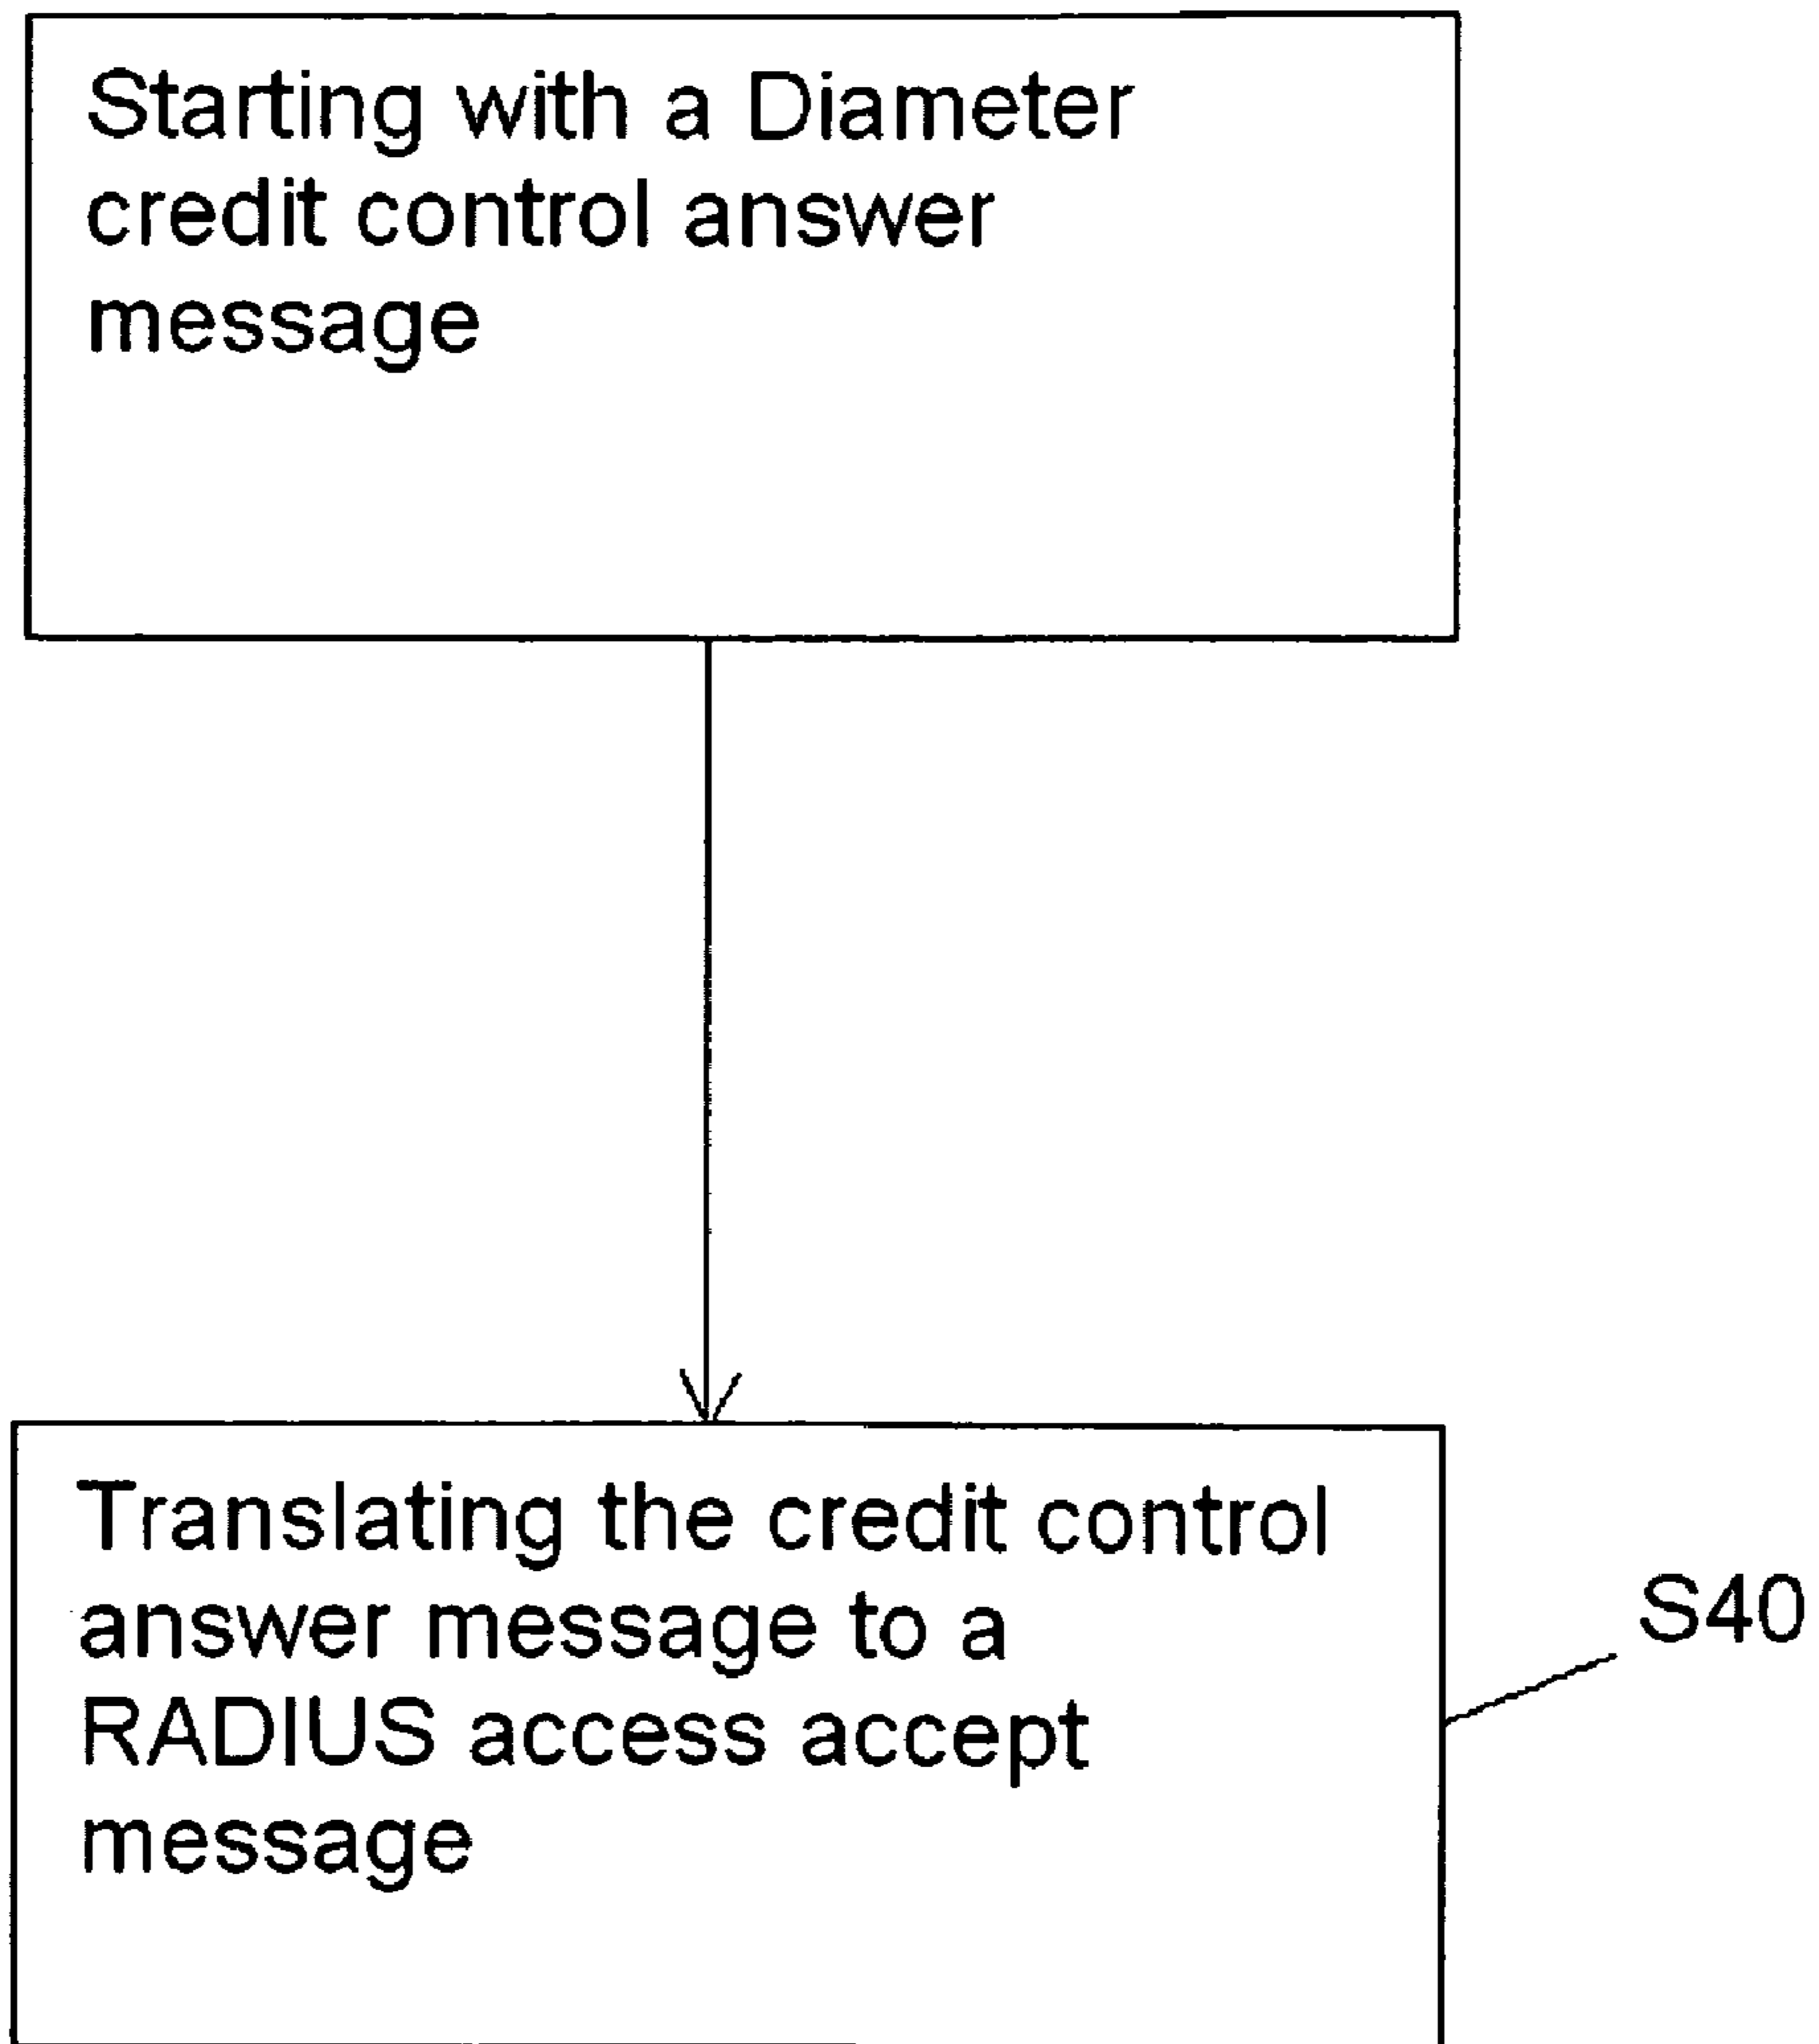 Starting with a Diameter
credit control answer
message
Translating the credit control
answer message to a
RADIUS access accept
message
S40